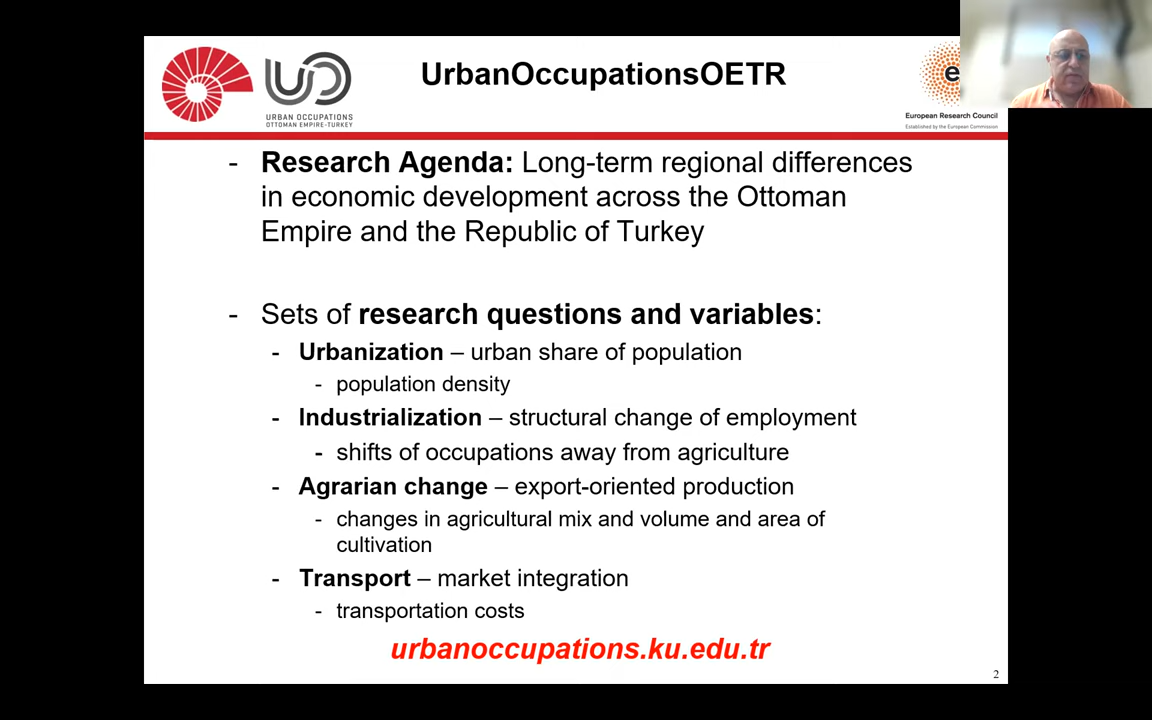 UrbanOccupationsOETR
URBAN OCCUPATIONS
OTTOMAN EMPIRE-TURKEY
e
European Research Council
Established by the European Commission
- Research Agenda: Long-term regional differences
in economic development across the Ottoman
Empire and the Republic of Turkey
- Sets of research questions and variables:
- Urbanization – urban share of population
- population density
- Industrialization – structural change of employment
- shifts of occupations away from agriculture
- Agrarian change – export-oriented production
- changes in agricultural mix and volume and area of
cultivation
- Transport – market integration
- transportation costs
urbanoccupations.ku.edu.tr
2